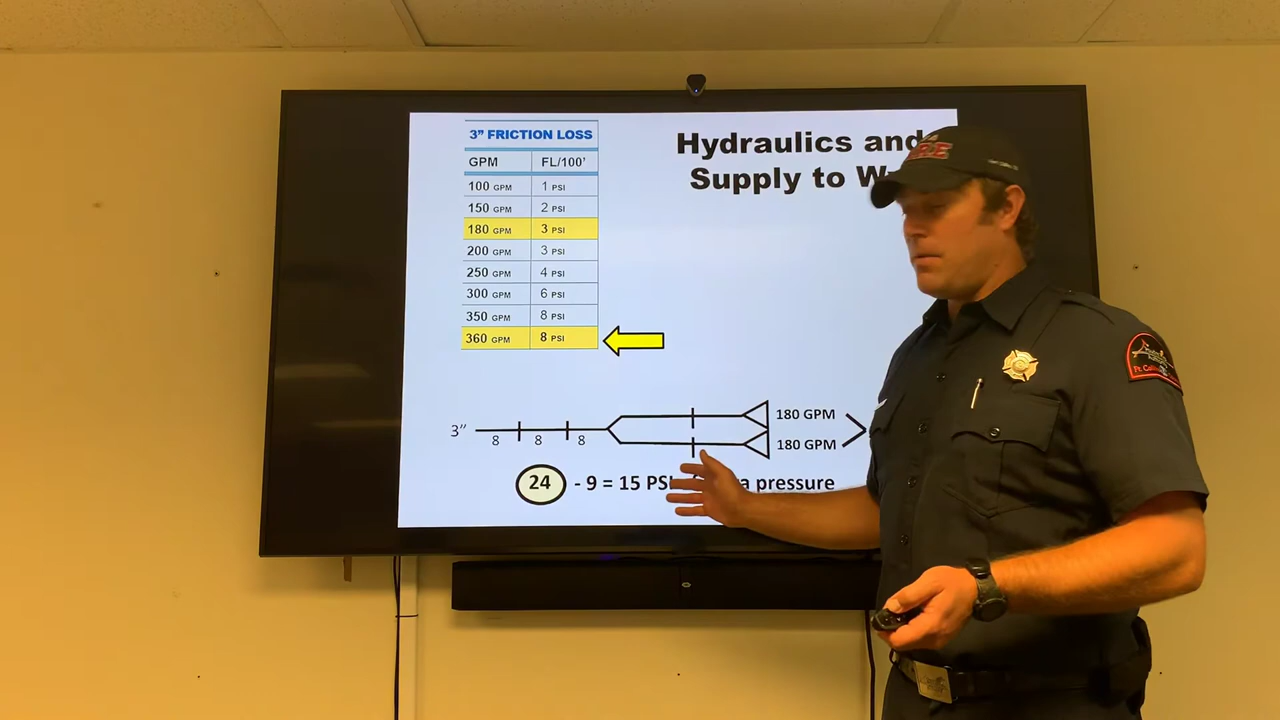 3” FRICTION LOSS
GPM FL/100’
100 GPM 1 PSI
150 GPM 2 PSI
180 GPM 3 PSI
200 GPM 3 PSI
250 GPM 4 PSI
300 GPM 6 PSI
350 GPM 8 PSI
360 GPM 8 PSI
Hydraulics and
Supply to
3” 8 8 8
180 GPM
180 GPM
24 - 9 = 15 pressure